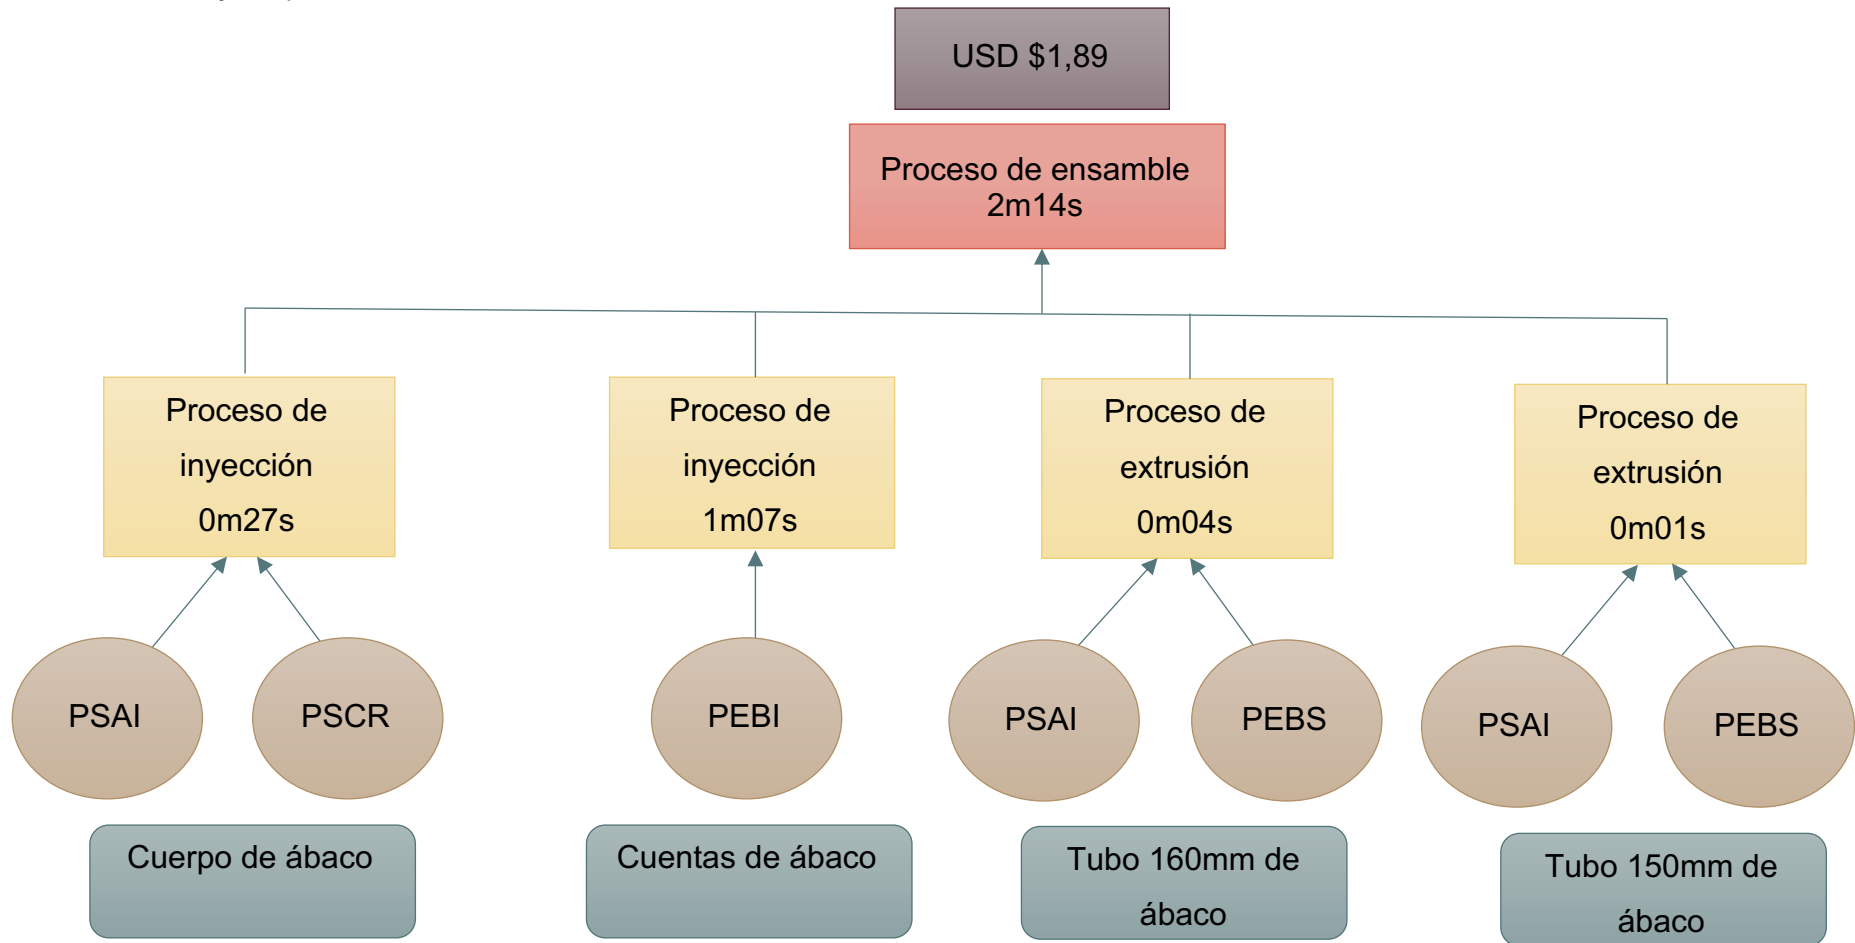 USD $1,89
Proceso de ensamble
2m14s
Proceso de
inyección
0m27s
Proceso de
inyección
1m07s
Proceso de
extrusión
0m04s
Proceso de
extrusión
0m01s
PSAI
PSCR
PEBI
PSAI
PEBS
PSAI
PEBS
Cuerpo de ábaco
Cuentas de ábaco
Tubo 160mm de
ábaco
Tubo 150mm de
ábaco